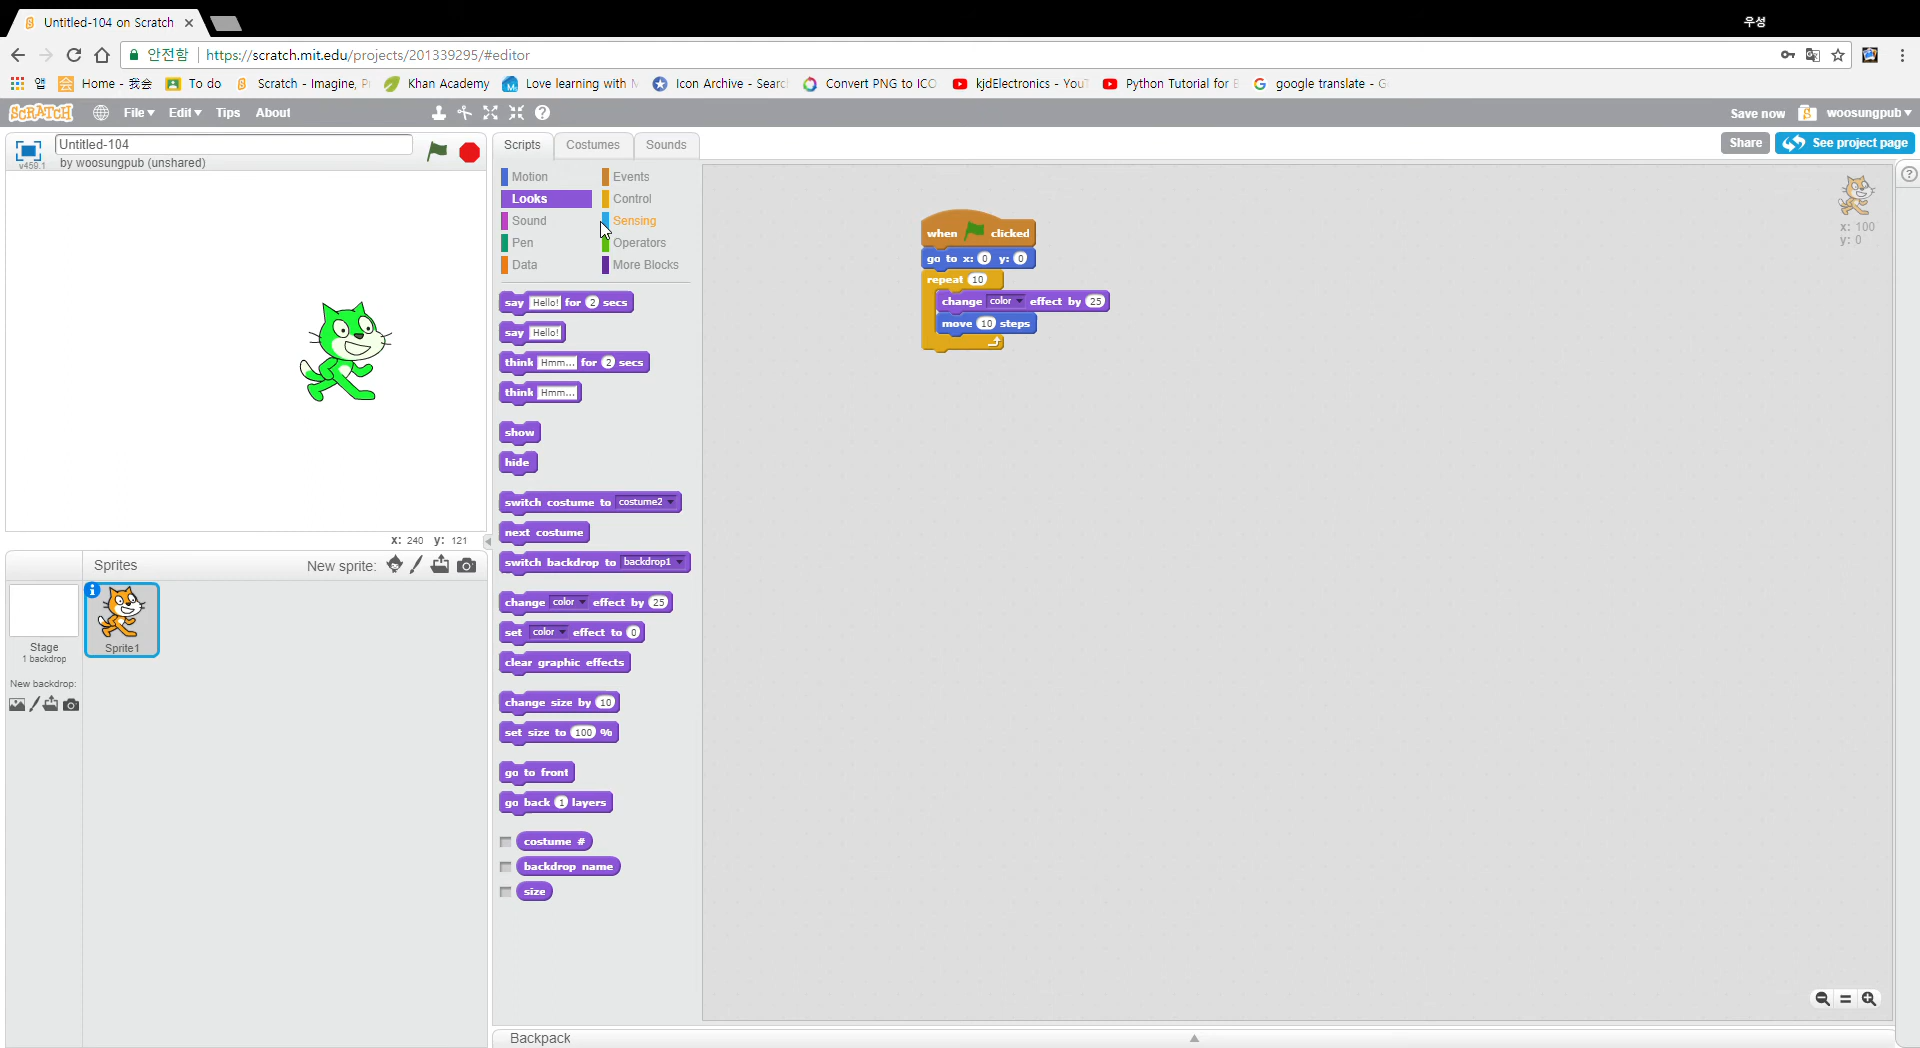 Untitled-104 on Scratch
우성
안전함 https://scratch.mit.edu/projects/201339295/#editor
앱 Home - 我会 To do Scratch - Imagine, P Khan Academy Love learning with Icon Archive - Searc Convert PNG to ICO kjdElectronics - You Python Tutorial for google translate - G
SCRATCH File Edit Tips About Save now woosungpub
v459.1
Untitled-104
by woosungpub (unshared)
Scripts Costumes Sounds
Share See project page
Motion Events
Looks Control
Sound Sensing
Pen Operators
Data More Blocks
say Hello! for 2 secs
say Hello!
think Hmm... for 2 secs
think Hmm...
show
hide
switch costume to costume2
next costume
switch backdrop to backdrop1
change color effect by 25
set color effect to 0
clear graphic effects
change size by 10
set size to 100 %
go to front
go back 1 layers
costume #
backdrop name
size
when clicked
go to x: 0 y: 0
repeat 10
change color effect by 25
move 10 steps
x: 100
y: 0
x: 240 y: 121
Sprites New sprite:
Stage
1 backdrop
New backdrop:
Sprite1
Backpack